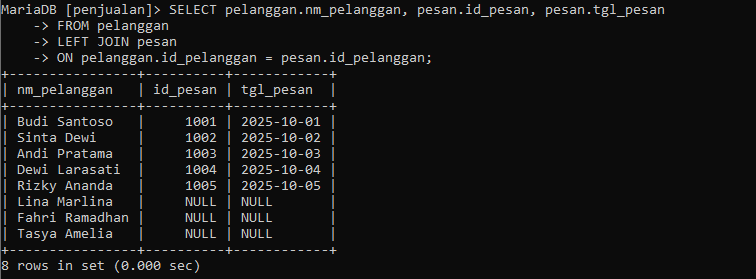 MariaDB [penjualan]> SELECT pelanggan.nm_pelanggan, pesan.id_pesan, pesan.tgl_pesan
    -> FROM pelanggan
    -> LEFT JOIN pesan
    -> ON pelanggan.id_pelanggan = pesan.id_pelanggan;
+----------------+----------+------------+
| nm_pelanggan   | id_pesan | tgl_pesan  |
+----------------+----------+------------+
| Budi Santoso   |     1001 | 2025-10-01 |
| Sinta Dewi     |     1002 | 2025-10-02 |
| Andi Pratama   |     1003 | 2025-10-03 |
| Dewi Larasati  |     1004 | 2025-10-04 |
| Rizky Ananda   |     1005 | 2025-10-05 |
| Lina Marlina   |     NULL | NULL       |
| Fahri Ramadhan |     NULL | NULL       |
| Tasya Amelia   |     NULL | NULL       |
+----------------+----------+------------+
8 rows in set (0.000 sec)